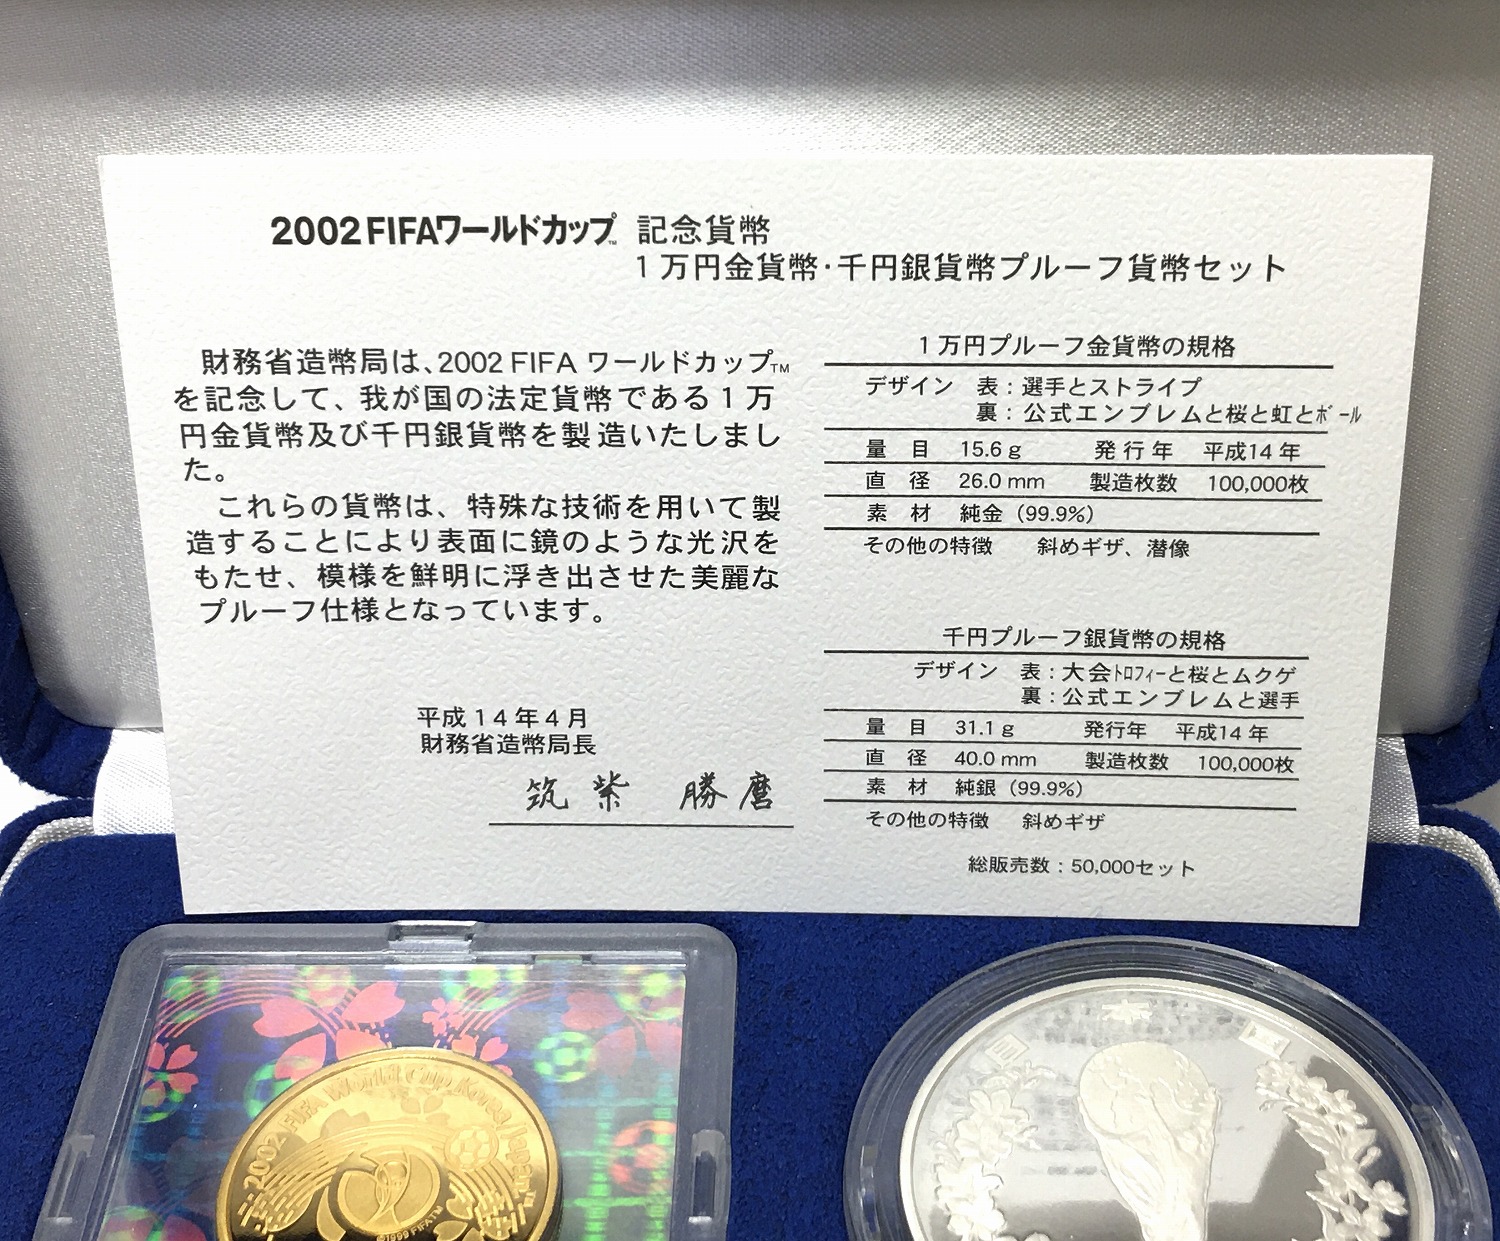 2002 FIFAワールドカップ™ 記念貨幣
1万円金貨幣・千円銀貨幣プルーフ貨幣セット
財務省造幣局は、2002 FIFA ワールドカップ™
を記念して、我が国の法定貨幣である1万
円金貨幣及び千円銀貨幣を製造いたしまし
た。
これらの貨幣は、特殊な技術を用いて製
造することにより表面に鏡のような光沢を
もたせ、模様を鮮明に浮き出させた美麗な
プルーフ仕様となっています。
平成14年4月
財務省造幣局長
筑紫 勝麿
1万円プルーフ金貨幣の規格
デザイン 表：選手とストライプ
裏：公式エンブレムと桜と虹とボール
量目 15.6 g 発行年 平成14年
直径 26.0 mm 製造枚数 100,000枚
素材 純金（99.9%）
その他の特徴 斜めギザ、潜像
千円プルーフ銀貨幣の規格
デザイン 表：大会トロフィーと桜とムクゲ
裏：公式エンブレムと選手
量目 31.1 g 発行年 平成14年
直径 40.0 mm 製造枚数 100,000枚
素材 純銀（99.9%）
その他の特徴 斜めギザ
総販売数：50,000セット
2002 FIFA World Cup Korea Japan™
©1999 FIFA™
日本国